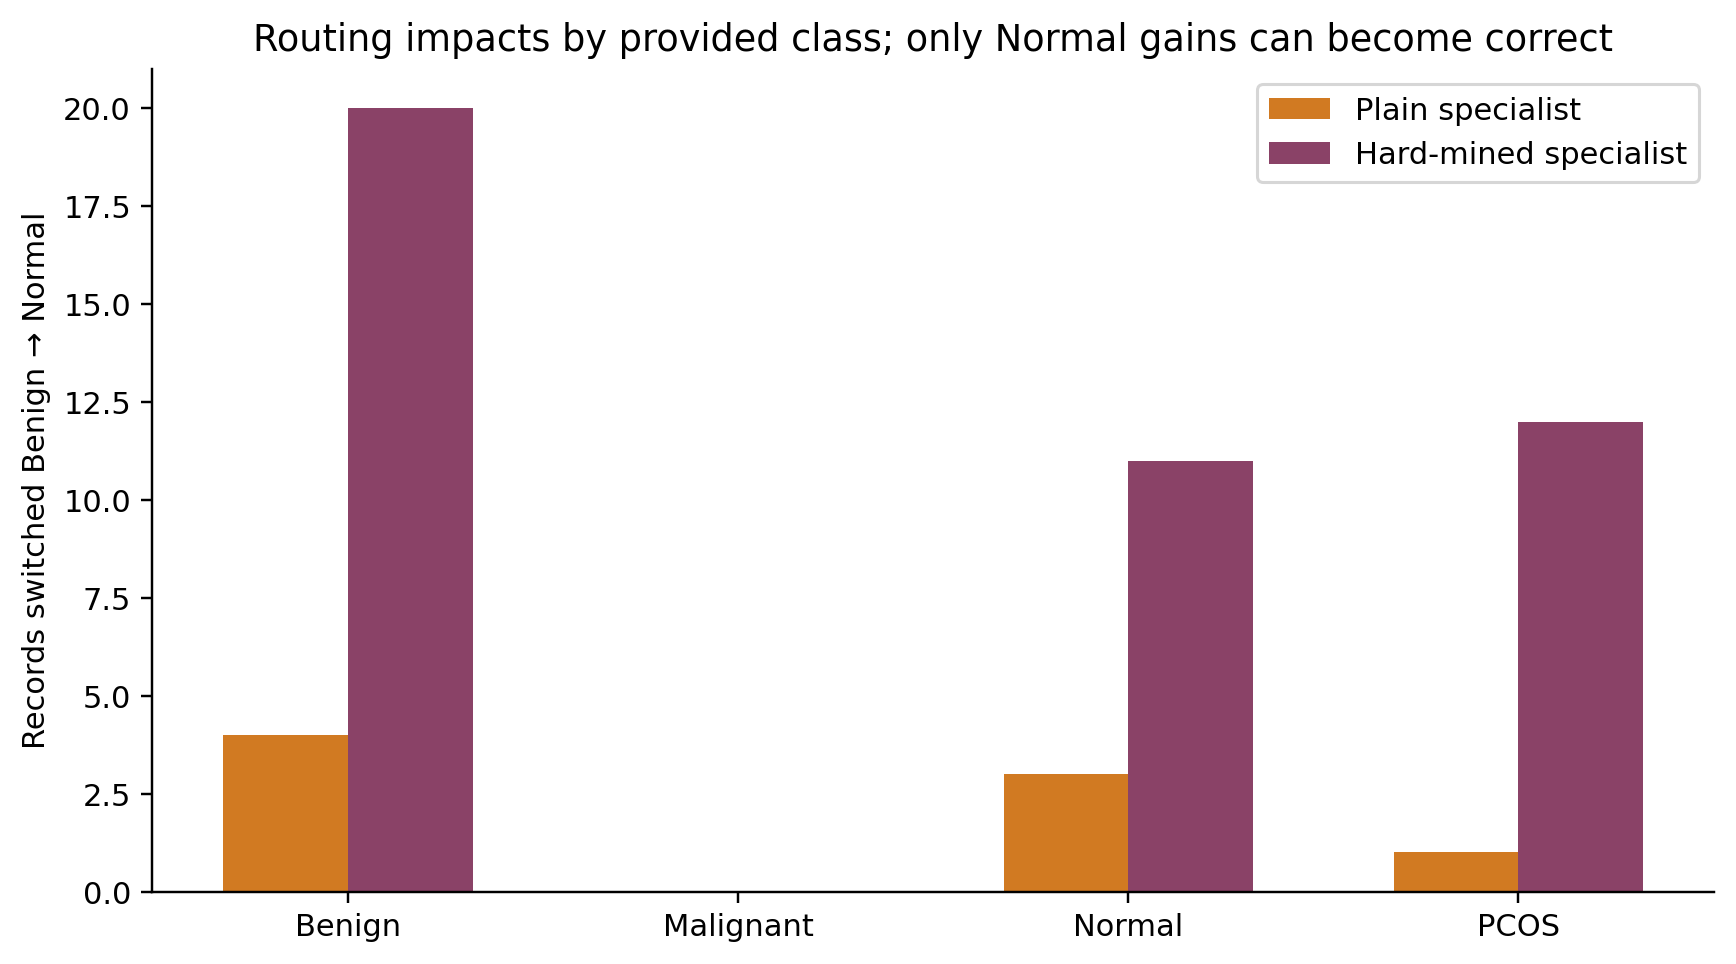 Routing impacts by provided class; only Normal gains can become correct
Plain specialist
Hard-mined specialist
Records switched Benign → Normal
20.0
17.5
15.0
12.5
10.0
7.5
5.0
2.5
0.0
Benign
Malignant
Normal
PCOS